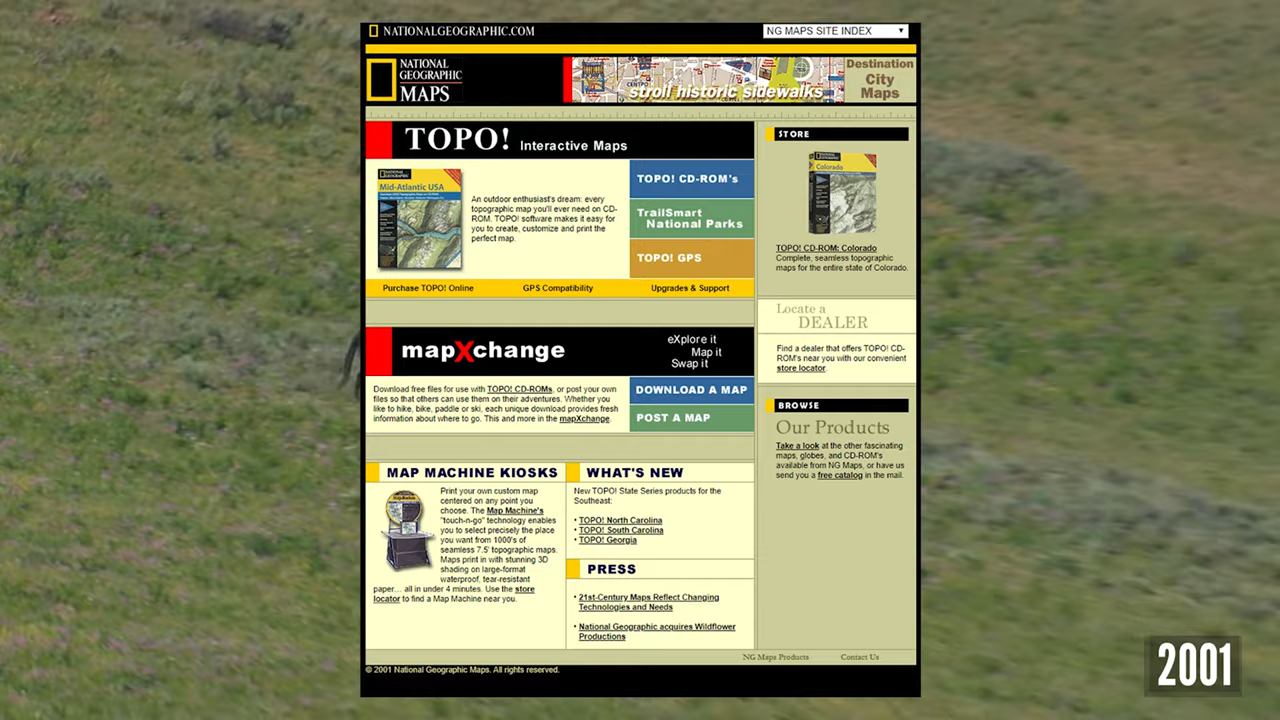 NATIONALGEOGRAPHIC.COM
NG MAPS SITE INDEX
NATIONAL
GEOGRAPHIC
MAPS
stroll historic sidewalks
Destination
City
Maps
TOPO! Interactive Maps
NATIONAL GEOGRAPHIC
Mid-Atlantic USA
An outdoor enthusiast's dream: every
topographic map you'll ever need on CD-
ROM. TOPO! software makes it easy for
you to create, customize and print the
perfect map.
TOPO! CD-ROM's
TrailSmart
National Parks
TOPO! GPS
Purchase TOPO! Online
GPS Compatibility
Upgrades & Support
mapXchange
eXplore it
Map it
Swap it
Download free files for use with TOPO! CD-ROMs, or post your own
files so that others can use them on their adventures. Whether you
like to hike, bike, paddle or ski, each unique download provides fresh
information about where to go. This and more in the mapXchange.
DOWNLOAD A MAP
POST A MAP
MAP MACHINE KIOSKS
Print your own custom map
centered on any point you
choose. The Map Machine's
"touch-n-go" technology enables
you to select precisely the place
you want from 1000's of
seamless 7.5' topographic maps.
Maps print in with stunning 3D
shading on large-format
waterproof, tear-resistant
paper... all in under 4 minutes. Use the store
locator to find a Map Machine near you.
WHAT'S NEW
New TOPO! State Series products for the
Southeast:
• TOPO! North Carolina
• TOPO! South Carolina
• TOPO! Georgia
PRESS
• 21st-Century Maps Reflect Changing
Technologies and Needs
• National Geographic acquires Wildflower
Productions
STORE
Colorado
TOPO! CD-ROM: Colorado
Complete, seamless topographic
maps for the entire state of Colorado.
Locate a
DEALER
Find a dealer that offers TOPO! CD-
ROM's near you with our convenient
store locator.
BROWSE
Our Products
Take a look at the other fascinating
maps, globes, and CD-ROM's
available from NG Maps, or have us
send you a free catalog in the mail.
NG Maps Products
Contact Us
© 2001 National Geographic Maps. All rights reserved.
2001